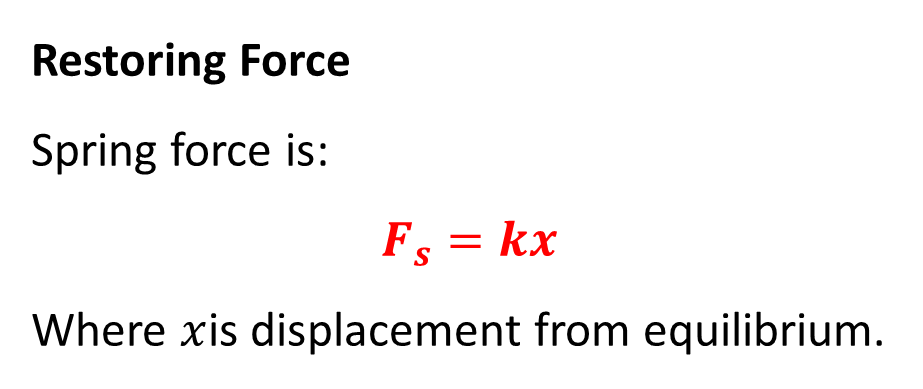 Restoring Force
Spring force is:
𝑭𝒔 = 𝒌𝒙
Where 𝑥is displacement from equilibrium.